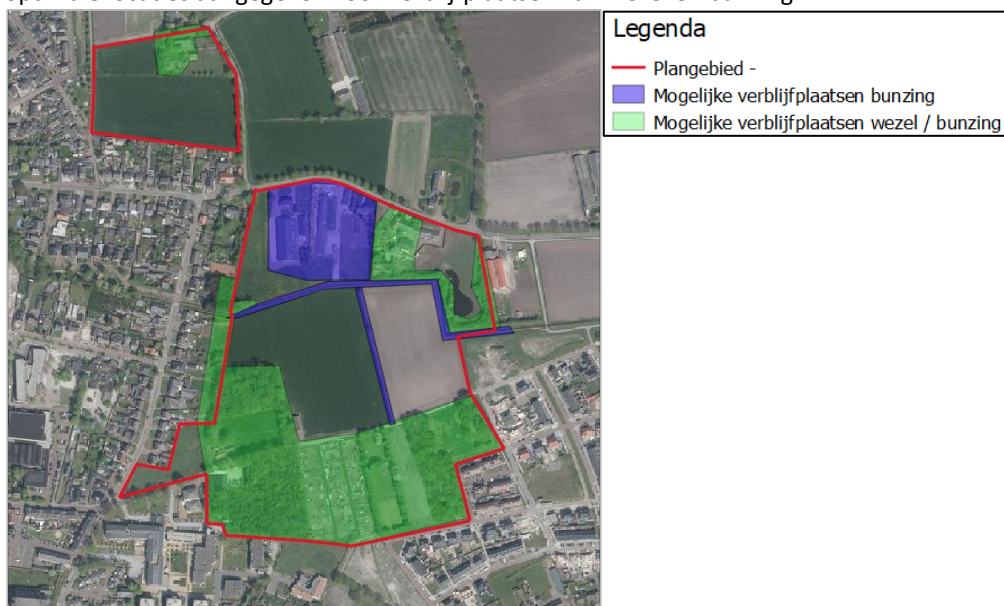 Legenda
Plangebied -
Mogelijke verblijfplaatsen bunzing
Mogelijke verblijfplaatsen wezel / bunzing